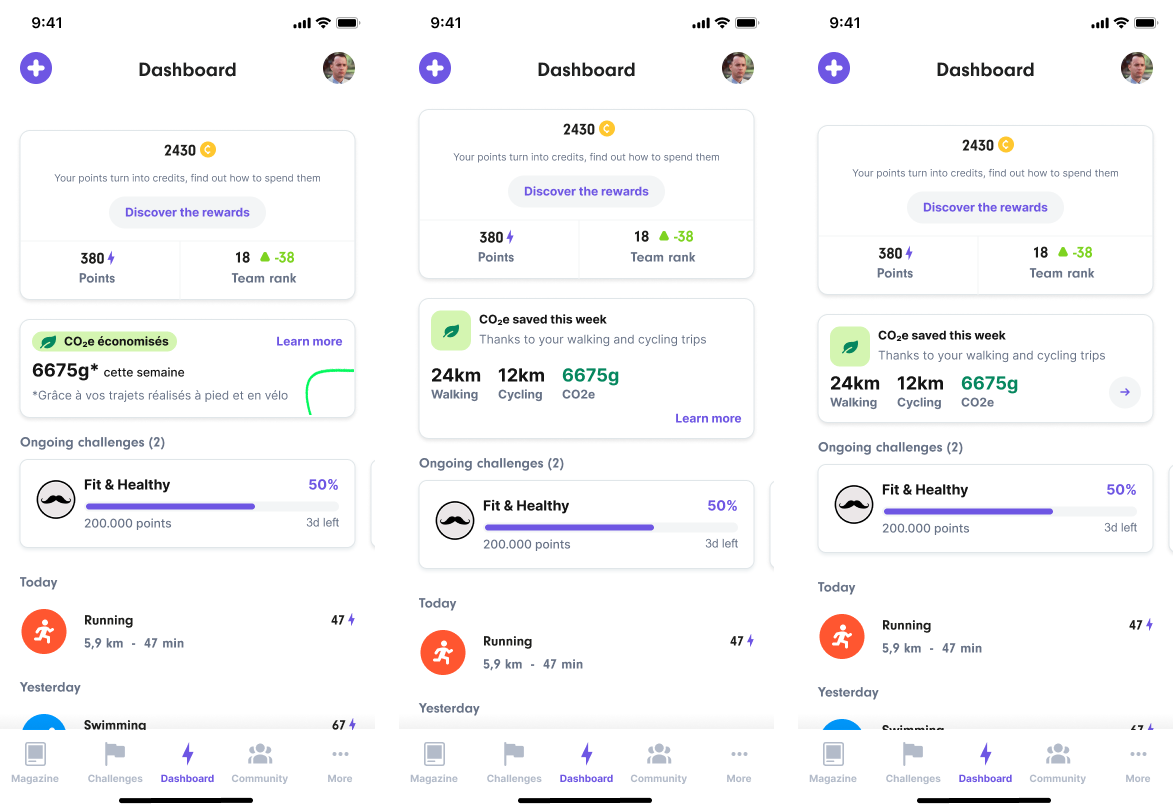 9:41
Dashboard
2430
Your points turn into credits, find out how to spend them
Discover the rewards
380
Points
18 -38
Team rank
CO₂e économisés
Learn more
6675g* cette semaine
*Grâce à vos trajets réalisés à pied et en vélo
Ongoing challenges (2)
Fit & Healthy
50%
200.000 points
3d left
Today
Running
47
5,9 km - 47 min
Yesterday
Swimming
67
Magazine
Challenges
Dashboard
Community
More
9:41
Dashboard
2430
Your points turn into credits, find out how to spend them
Discover the rewards
380
Points
18 -38
Team rank
CO₂e saved this week
Thanks to your walking and cycling trips
24km 12km 6675g
Walking Cycling CO2e
Learn more
Ongoing challenges (2)
Fit & Healthy
50%
200.000 points
3d left
Today
Running
47
5,9 km - 47 min
Yesterday
Magazine
Challenges
Dashboard
Community
More
9:41
Dashboard
2430
Your points turn into credits, find out how to spend them
Discover the rewards
380
Points
18 -38
Team rank
CO₂e saved this week
Thanks to your walking and cycling trips
24km 12km 6675g
Walking Cycling CO2e
Ongoing challenges (2)
Fit & Healthy
50%
200.000 points
3d left
Today
Running
47
5,9 km - 47 min
Yesterday
Swimming
67
Magazine
Challenges
Dashboard
Community
More